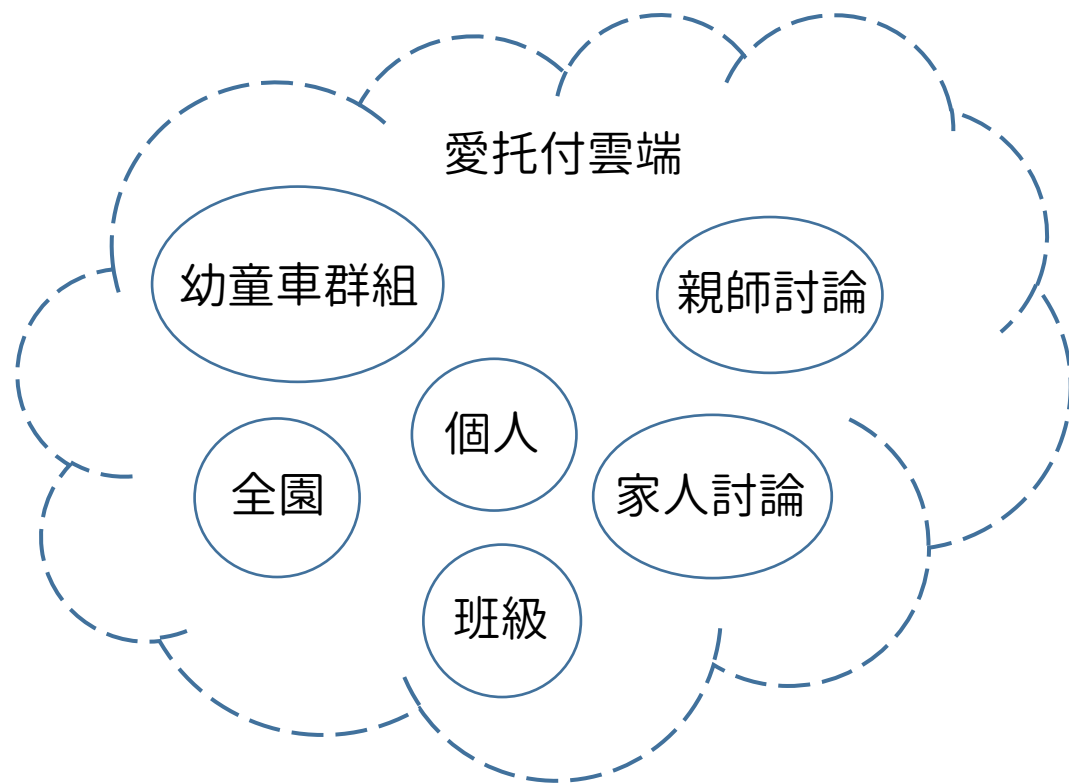 愛托付雲端
幼童車群組
親師討論
個人
全園
家人討論
班級